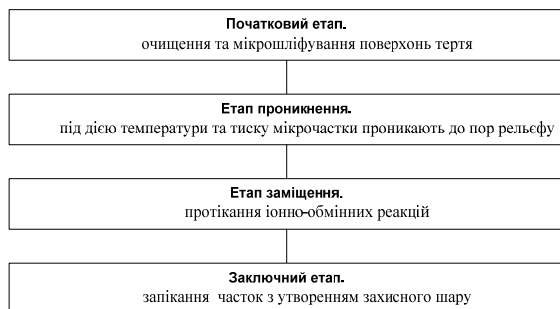 Початковий етап.
очищення та мікрошліфування поверхонь тертя
Етап проникнення.
під дією температури та тиску мікрочастки проникають до пор рельєфу
Етап заміщення.
протікання іонно-обмінних реакцій
Заключний етап.
запікання часток з утворенням захисного шару